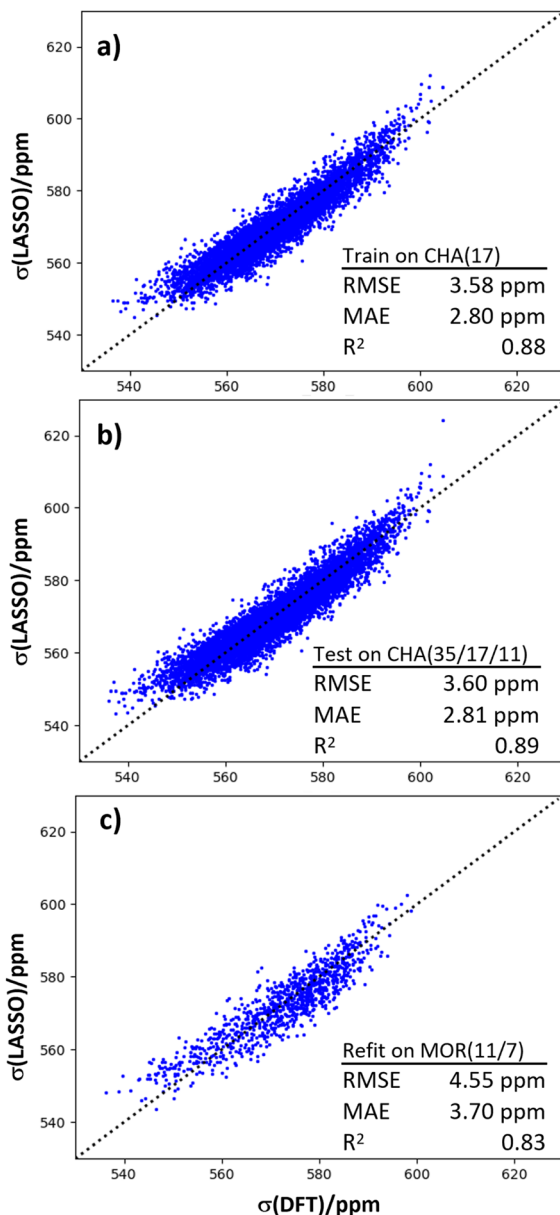 a)
620
600
580
560
540
σ(LASSO)/ppm
Train on CHA(17)
RMSE 3.58 ppm
MAE 2.80 ppm
R² 0.88
540 560 580 600 620
b)
620
600
580
560
540
σ(LASSO)/ppm
Test on CHA(35/17/11)
RMSE 3.60 ppm
MAE 2.81 ppm
R² 0.89
540 560 580 600 620
c)
620
600
580
560
540
σ(LASSO)/ppm
Refit on MOR(11/7)
RMSE 4.55 ppm
MAE 3.70 ppm
R² 0.83
540 560 580 600 620
σ(DFT)/ppm